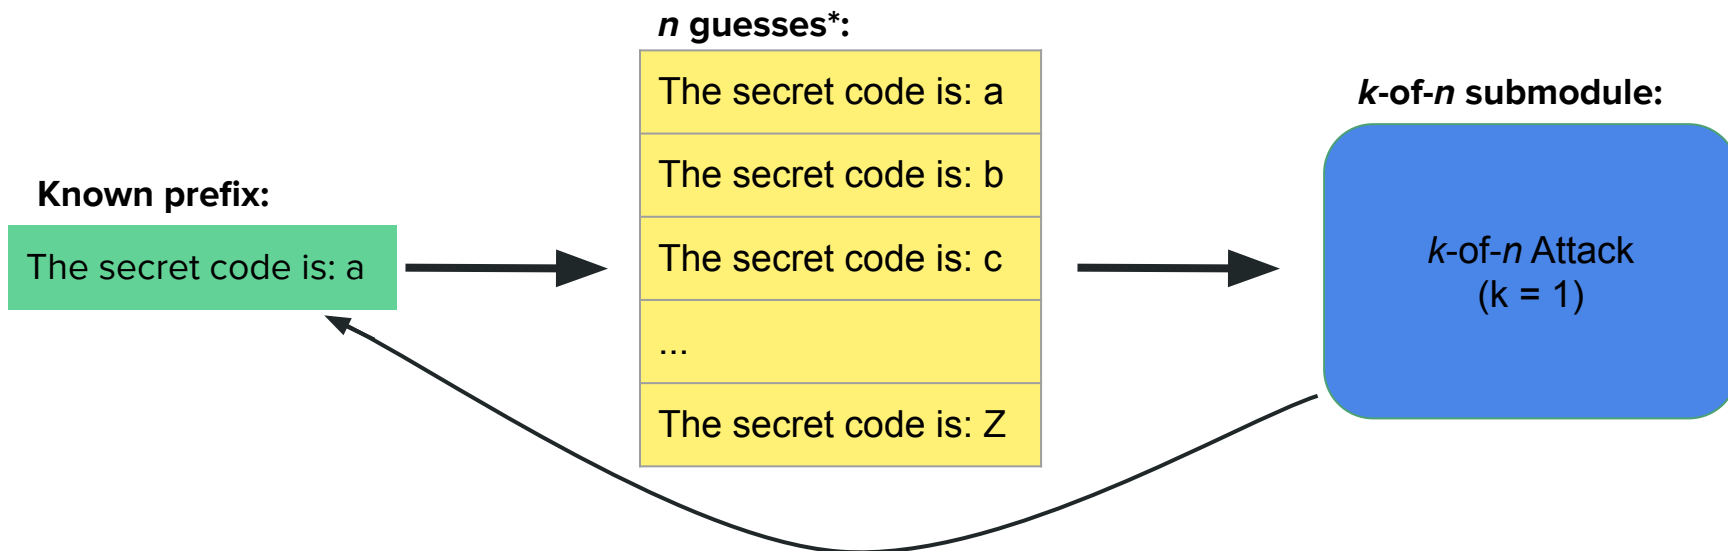 Known prefix:
The secret code is: a
n guesses*:
The secret code is: a
The secret code is: b
The secret code is: c
...
The secret code is: Z
k-of-n submodule:
k-of-n Attack
(k = 1)